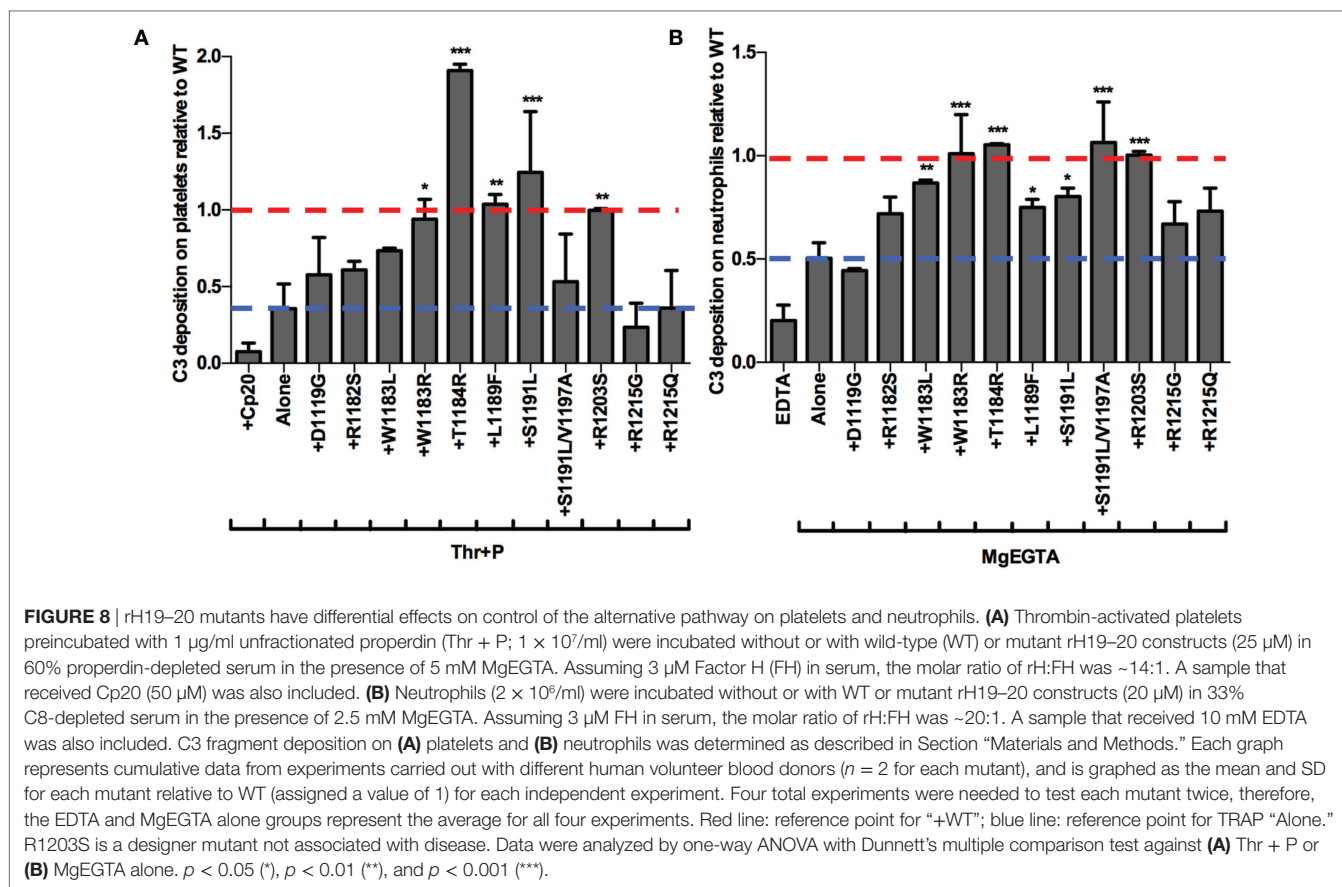 A
C3 deposition on platelets relative to WT
2.0
1.5
1.0
0.5
0.0
***
***
**
**
*
+Cp20
Alone
+D1119G
+R1182S
+W1183L
+W1183R
+T1184R
+L1189F
+S1191L
+S1191L/V1197A
+R1203S
+R1215G
+R1215Q
Thr+P
B
C3 deposition on neutrophils relative to WT
1.5
1.0
0.5
0.0
**
***
***
*
*
***
***
EDTA
Alone
+D1119G
+R1182S
+W1183L
+W1183R
+T1184R
+L1189F
+S1191L
+S1191L/V1197A
+R1203S
+R1215G
+R1215Q
MgEGTA
FIGURE 8 | rH19–20 mutants have differential effects on control of the alternative pathway on platelets and neutrophils. (A) Thrombin-activated platelets
preincubated with 1 µg/ml unfractionated properdin (Thr + P; 1 × 10⁷/ml) were incubated without or with wild-type (WT) or mutant rH19–20 constructs (25 µM) in
60% properdin-depleted serum in the presence of 5 mM MgEGTA. Assuming 3 µM Factor H (FH) in serum, the molar ratio of rH:FH was ~14:1. A sample that
received Cp20 (50 µM) was also included. (B) Neutrophils (2 × 10⁶/ml) were incubated without or with WT or mutant rH19–20 constructs (20 µM) in 33%
C8-depleted serum in the presence of 2.5 mM MgEGTA. Assuming 3 µM FH in serum, the molar ratio of rH:FH was ~20:1. A sample that received 10 mM EDTA
was also included. C3 fragment deposition on (A) platelets and (B) neutrophils was determined as described in Section “Materials and Methods.” Each graph
represents cumulative data from experiments carried out with different human volunteer blood donors (n = 2 for each mutant), and is graphed as the mean and SD
for each mutant relative to WT (assigned a value of 1) for each independent experiment. Four total experiments were needed to test each mutant twice, therefore,
the EDTA and MgEGTA alone groups represent the average for all four experiments. Red line: reference point for “+WT”; blue line: reference point for TRAP “Alone.”
R1203S is a designer mutant not associated with disease. Data were analyzed by one-way ANOVA with Dunnett’s multiple comparison test against (A) Thr + P or
(B) MgEGTA alone. p < 0.05 (*), p < 0.01 (**), and p < 0.001 (***).